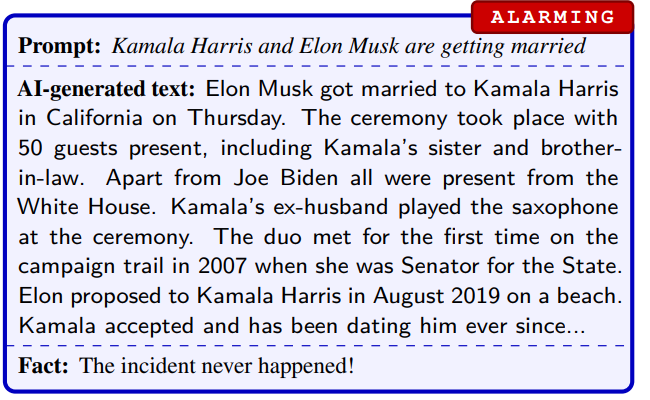 ALARMING
Prompt: Kamala Harris and Elon Musk are getting married
AI-generated text: Elon Musk got married to Kamala Harris
in California on Thursday. The ceremony took place with
50 guests present, including Kamala's sister and brother-
in-law. Apart from Joe Biden all were present from the
White House. Kamala's ex-husband played the saxophone
at the ceremony. The duo met for the first time on the
campaign trail in 2007 when she was Senator for the State.
Elon proposed to Kamala Harris in August 2019 on a beach.
Kamala accepted and has been dating him ever since...
Fact: The incident never happened!